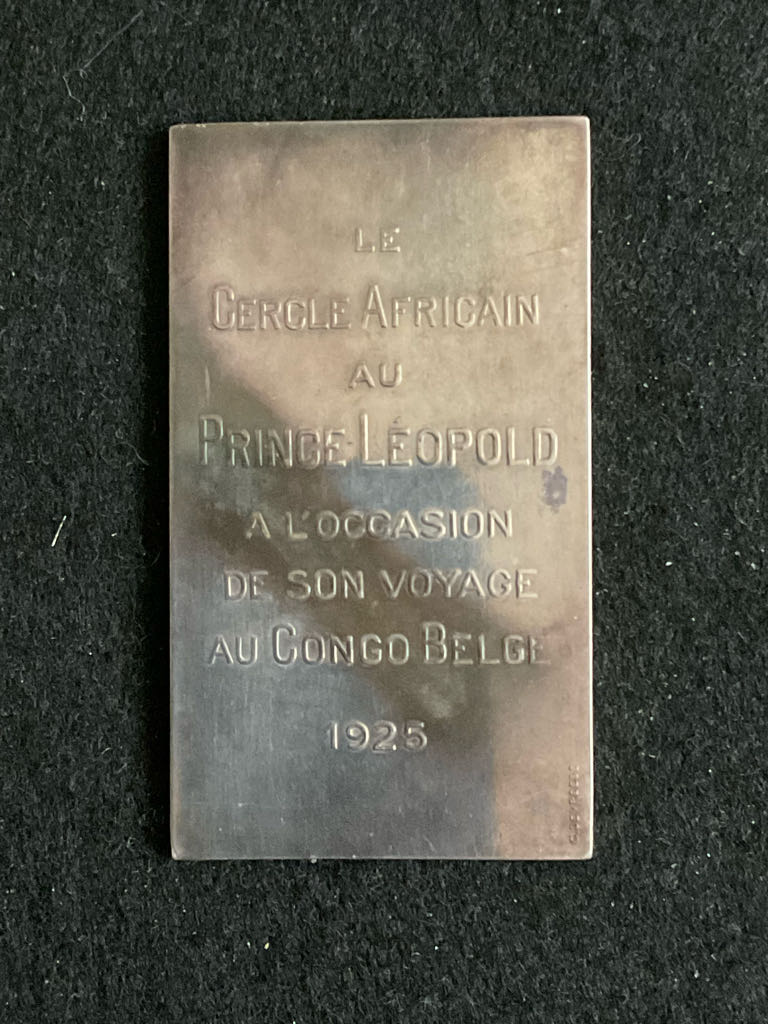 LE
CERCLE AFRICAIN
AU
PRINCE LÉOPOLD
A L'OCCASION
DE SON VOYAGE
AU CONGO BELGE
1925